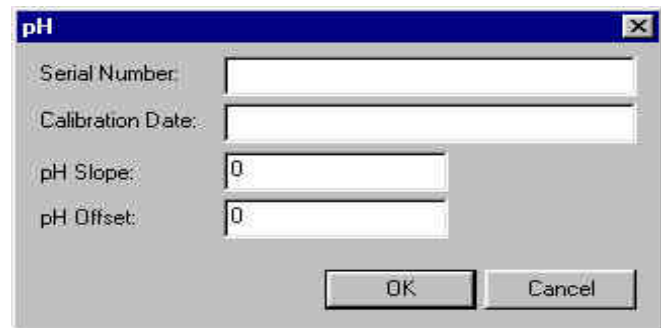 pH
Serial Number:
Calibration Date:
pH Slope: 0
pH Offset: 0
OK Cancel